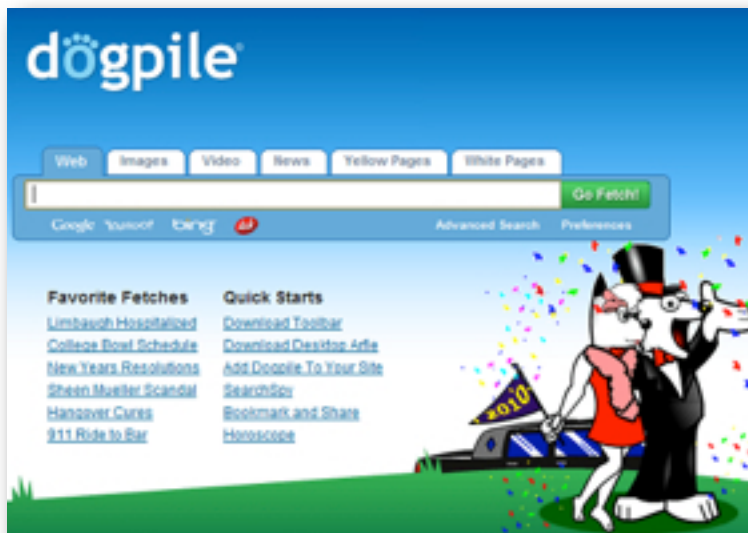 dogpile
Web Images Video News Yellow Pages White Pages
Go Fetch!
Google Yahoo! bing Ask
Advanced Search Preferences
Favorite Fetches
Limbaugh Hospitalized
College Bowl Schedule
New Years Resolutions
Sheen Mueller Scandal
Hangover Cures
911 Ride to Bar
Quick Starts
Download Toolbar
Download Desktop Arfie
Add Dogpile To Your Site
SearchSpy
Bookmark and Share
Horoscope
2010